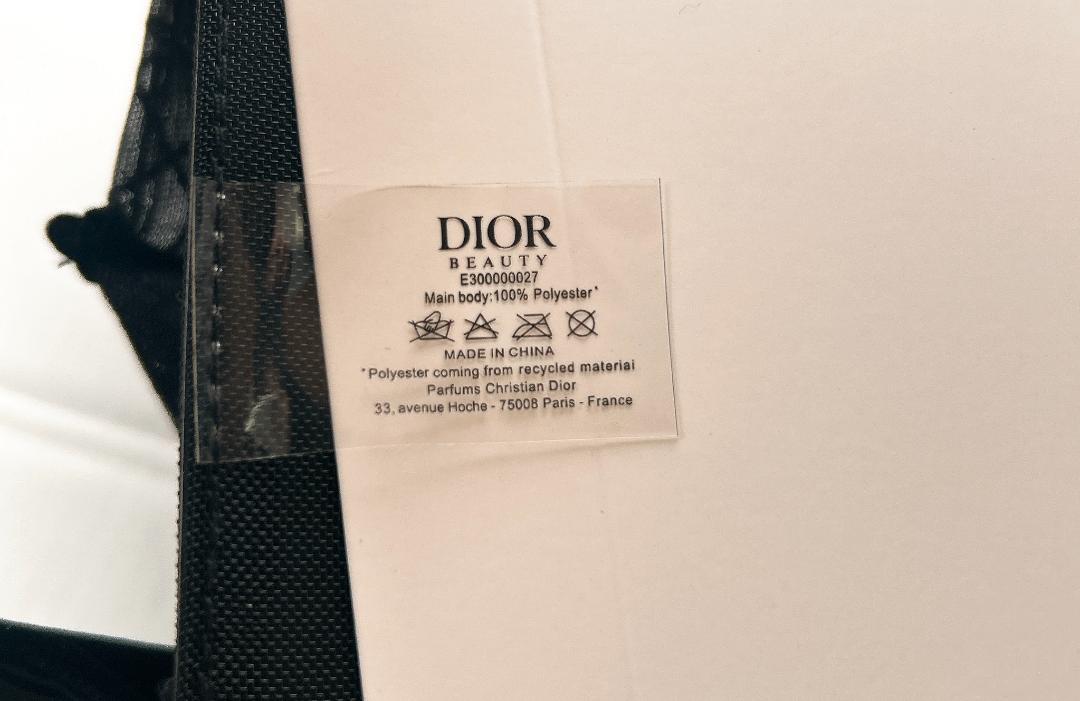 DIOR
BEAUTY
E300000027
Main body:100% Polyester*
MADE IN CHINA
*Polyester coming from recycled materiai
Parfums Christian Dior
33, avenue Hoche - 75008 Paris - France